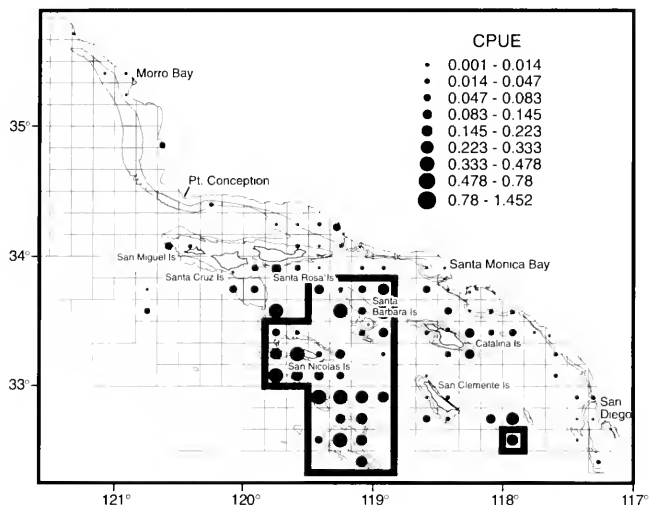 CPUE
0.001 - 0.014
0.014 - 0.047
0.047 - 0.083
0.083 - 0.145
0.145 - 0.223
0.223 - 0.333
0.333 - 0.478
0.478 - 0.78
0.78 - 1.452
Morro Bay
35°
Pt. Conception
34°
San Miguel Is
Santa Cruz Is
Santa Rosa Is
Santa Monica Bay
Santa
Barbara Is
Catalina Is
San Nicolas Is
33°
San Clemente Is
San
Diego
121°
120°
119°
118°
117°